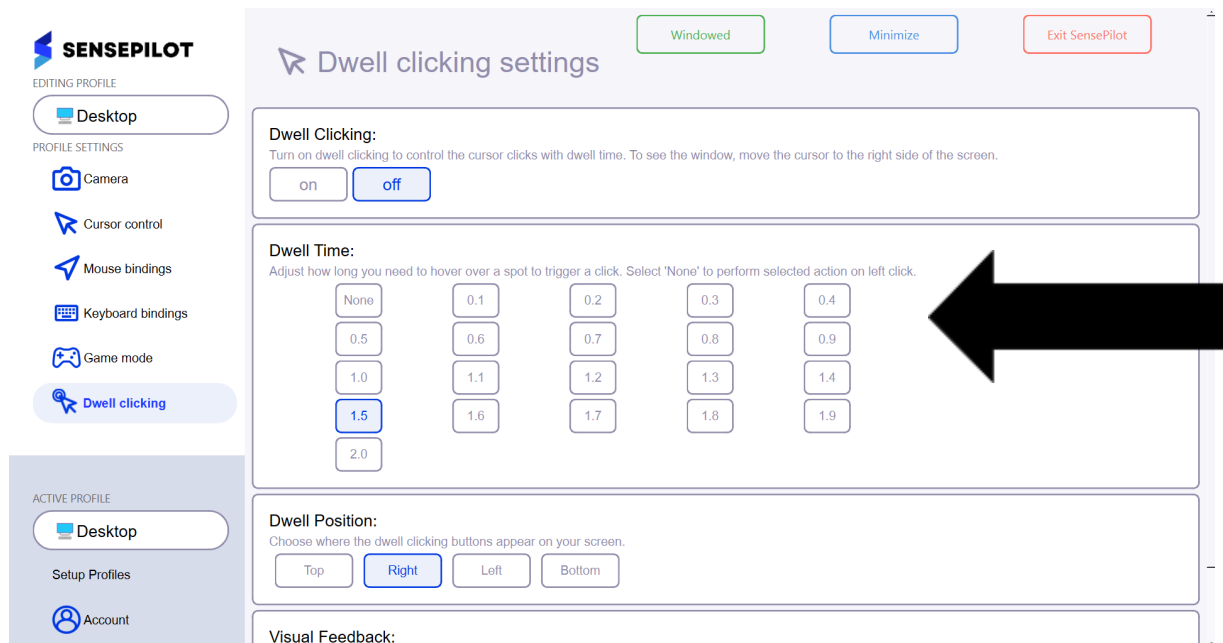 SENSEPILOT
EDITING PROFILE
Desktop
PROFILE SETTINGS
Camera
Cursor control
Mouse bindings
Keyboard bindings
Game mode
Dwell clicking
ACTIVE PROFILE
Desktop
Setup Profiles
Account
Windowed Minimize Exit SensePilot
Dwell clicking settings
Dwell Clicking:
Turn on dwell clicking to control the cursor clicks with dwell time. To see the window, move the cursor to the right side of the screen.
on off
Dwell Time:
Adjust how long you need to hover over a spot to trigger a click. Select 'None' to perform selected action on left click.
None 0.1 0.2 0.3 0.4
0.5 0.6 0.7 0.8 0.9
1.0 1.1 1.2 1.3 1.4
1.5 1.6 1.7 1.8 1.9
2.0
Dwell Position:
Choose where the dwell clicking buttons appear on your screen.
Top Right Left Bottom
Visual Feedback: